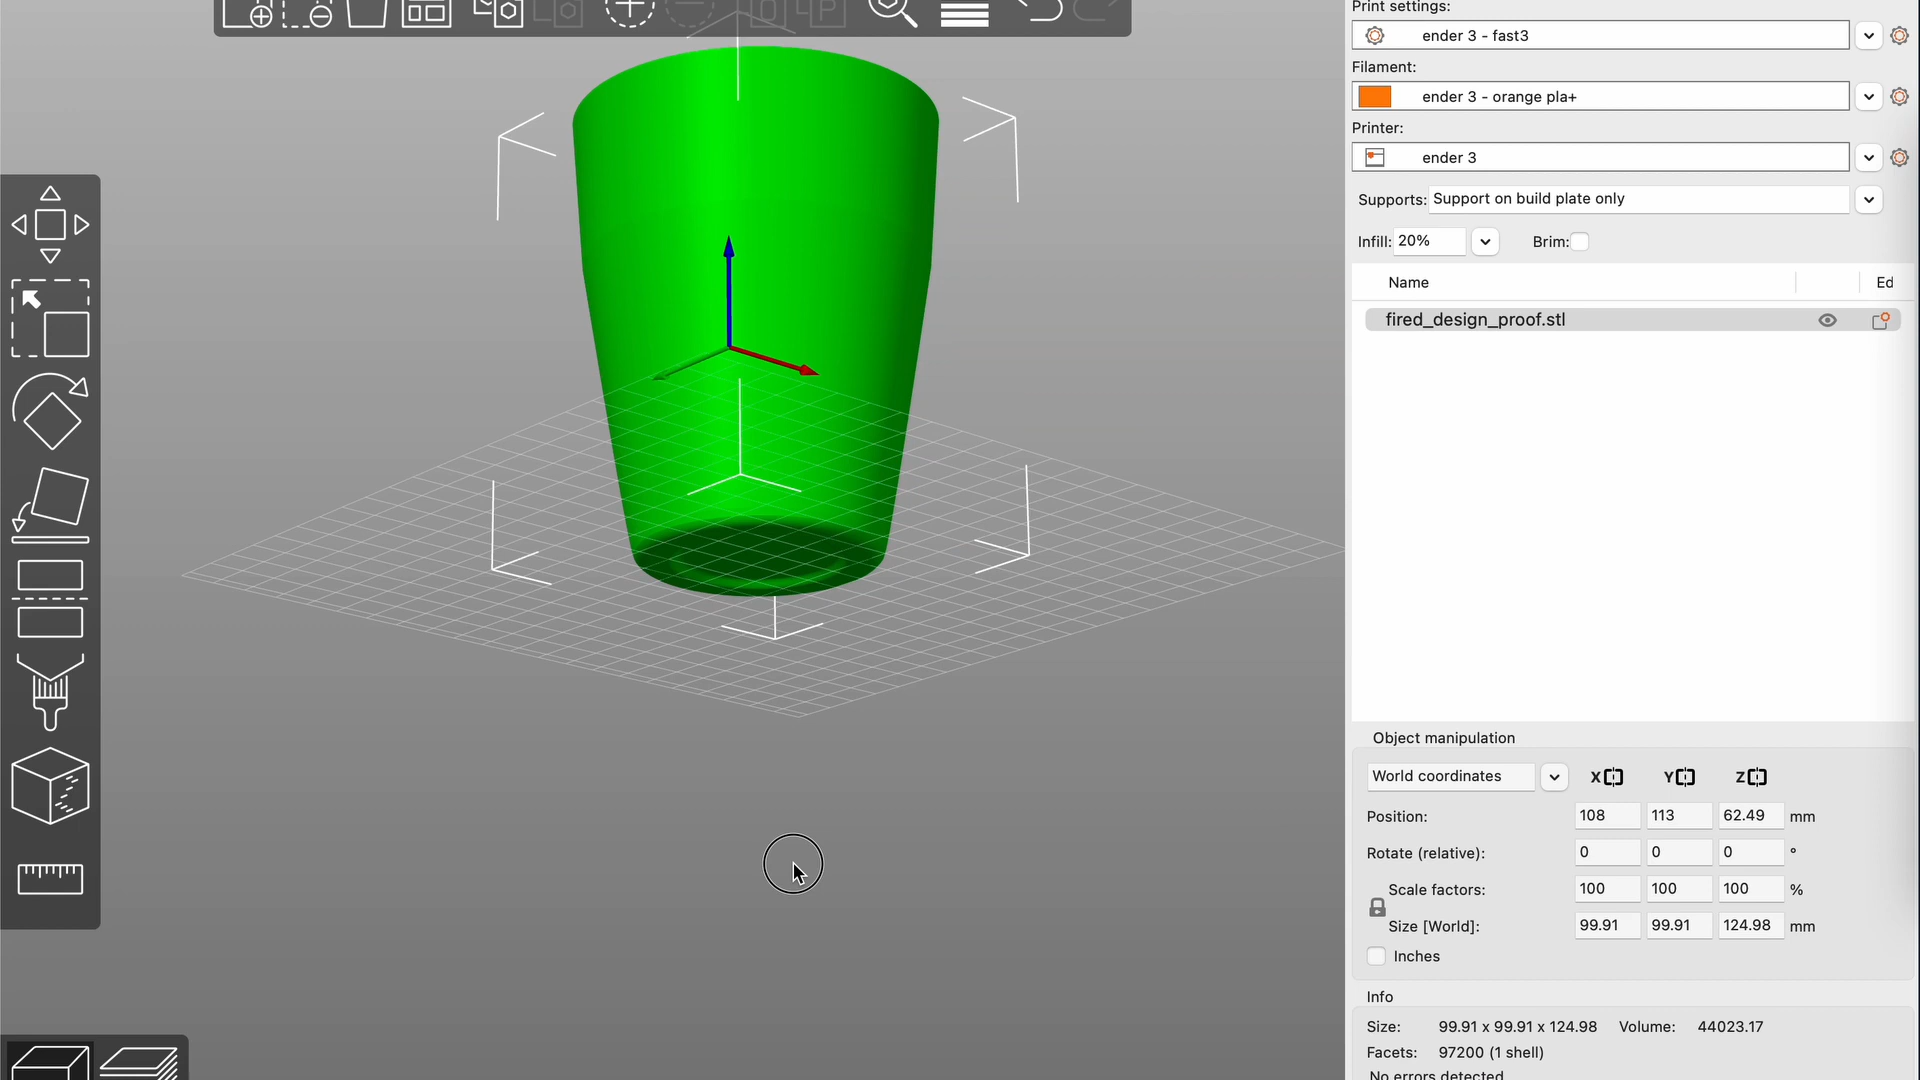 Print settings:
ender 3 - fast3
Filament:
ender 3 - orange pla+
Printer:
ender 3
Supports: Support on build plate only
Infill: 20% Brim:
Name Ed
fired_design_proof.stl
Object manipulation
World coordinates X Y Z
Position: 108 113 62.49 mm
Rotate (relative): 0 0 0 °
Scale factors: 100 100 100 %
Size [World]: 99.91 99.91 124.98 mm
Inches
Info
Size: 99.91 x 99.91 x 124.98 Volume: 44023.17
Facets: 97200 (1 shell)
No errors detected